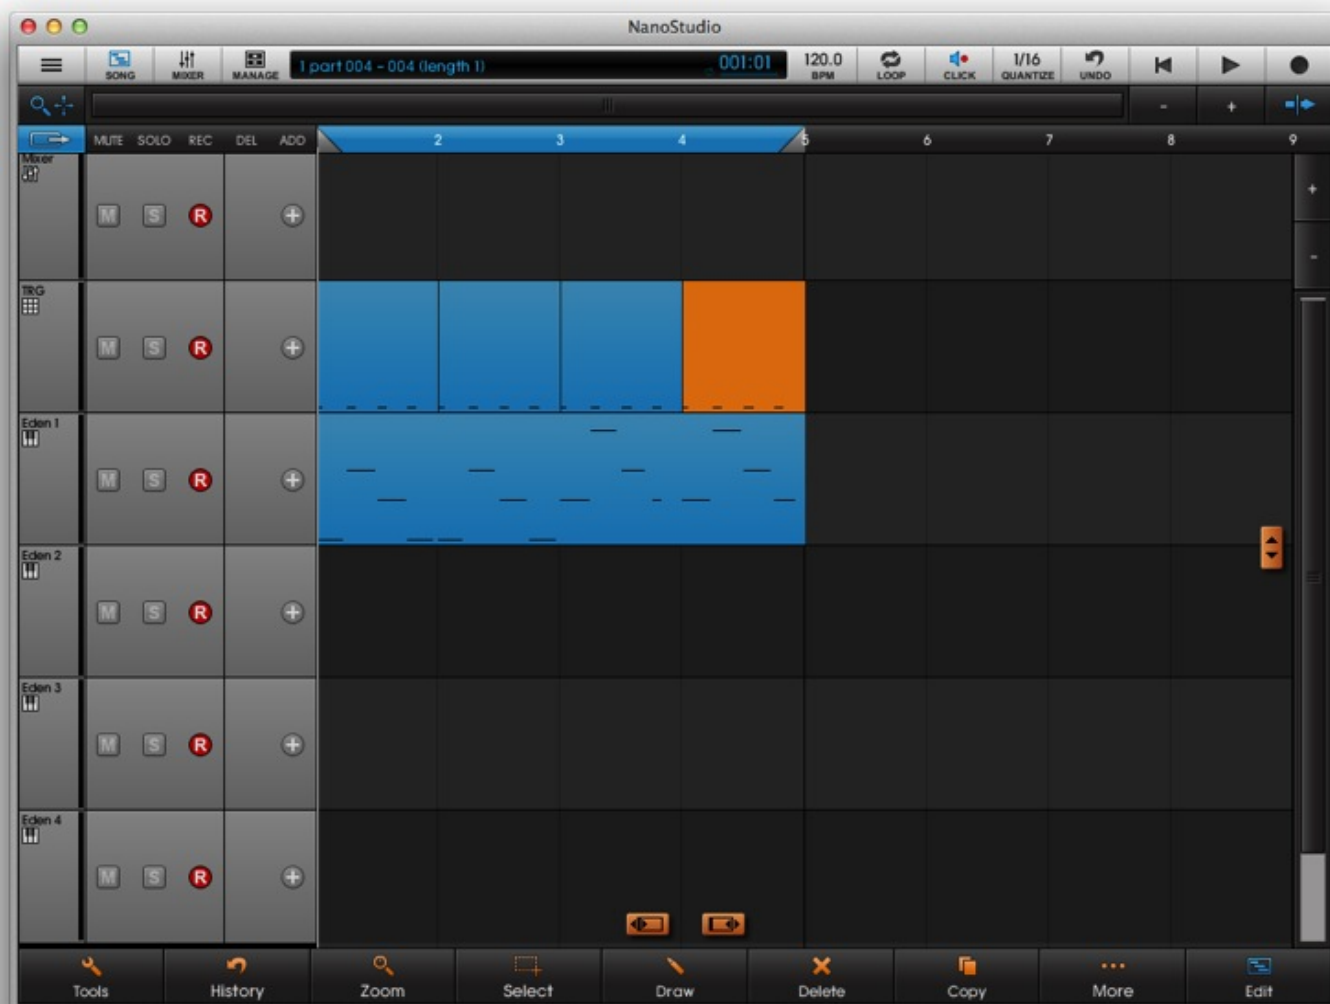 NanoStudio
SONG
MIXER
MANAGE
1 part 004 - 004 (length 1)
001:01
120.0
BPM
LOOP
CLICK
1/16
QUANTIZE
UNDO
- +
MUTE SOLO REC DEL ADD 2 3 4 5 6 7 8 9
Mixer
M S R +
+
-
TRG
M S R +
Eden 1
M S R +
Eden 2
M S R +
Eden 3
M S R +
Eden 4
M S R +
Tools History Zoom Select Draw Delete Copy More Edit